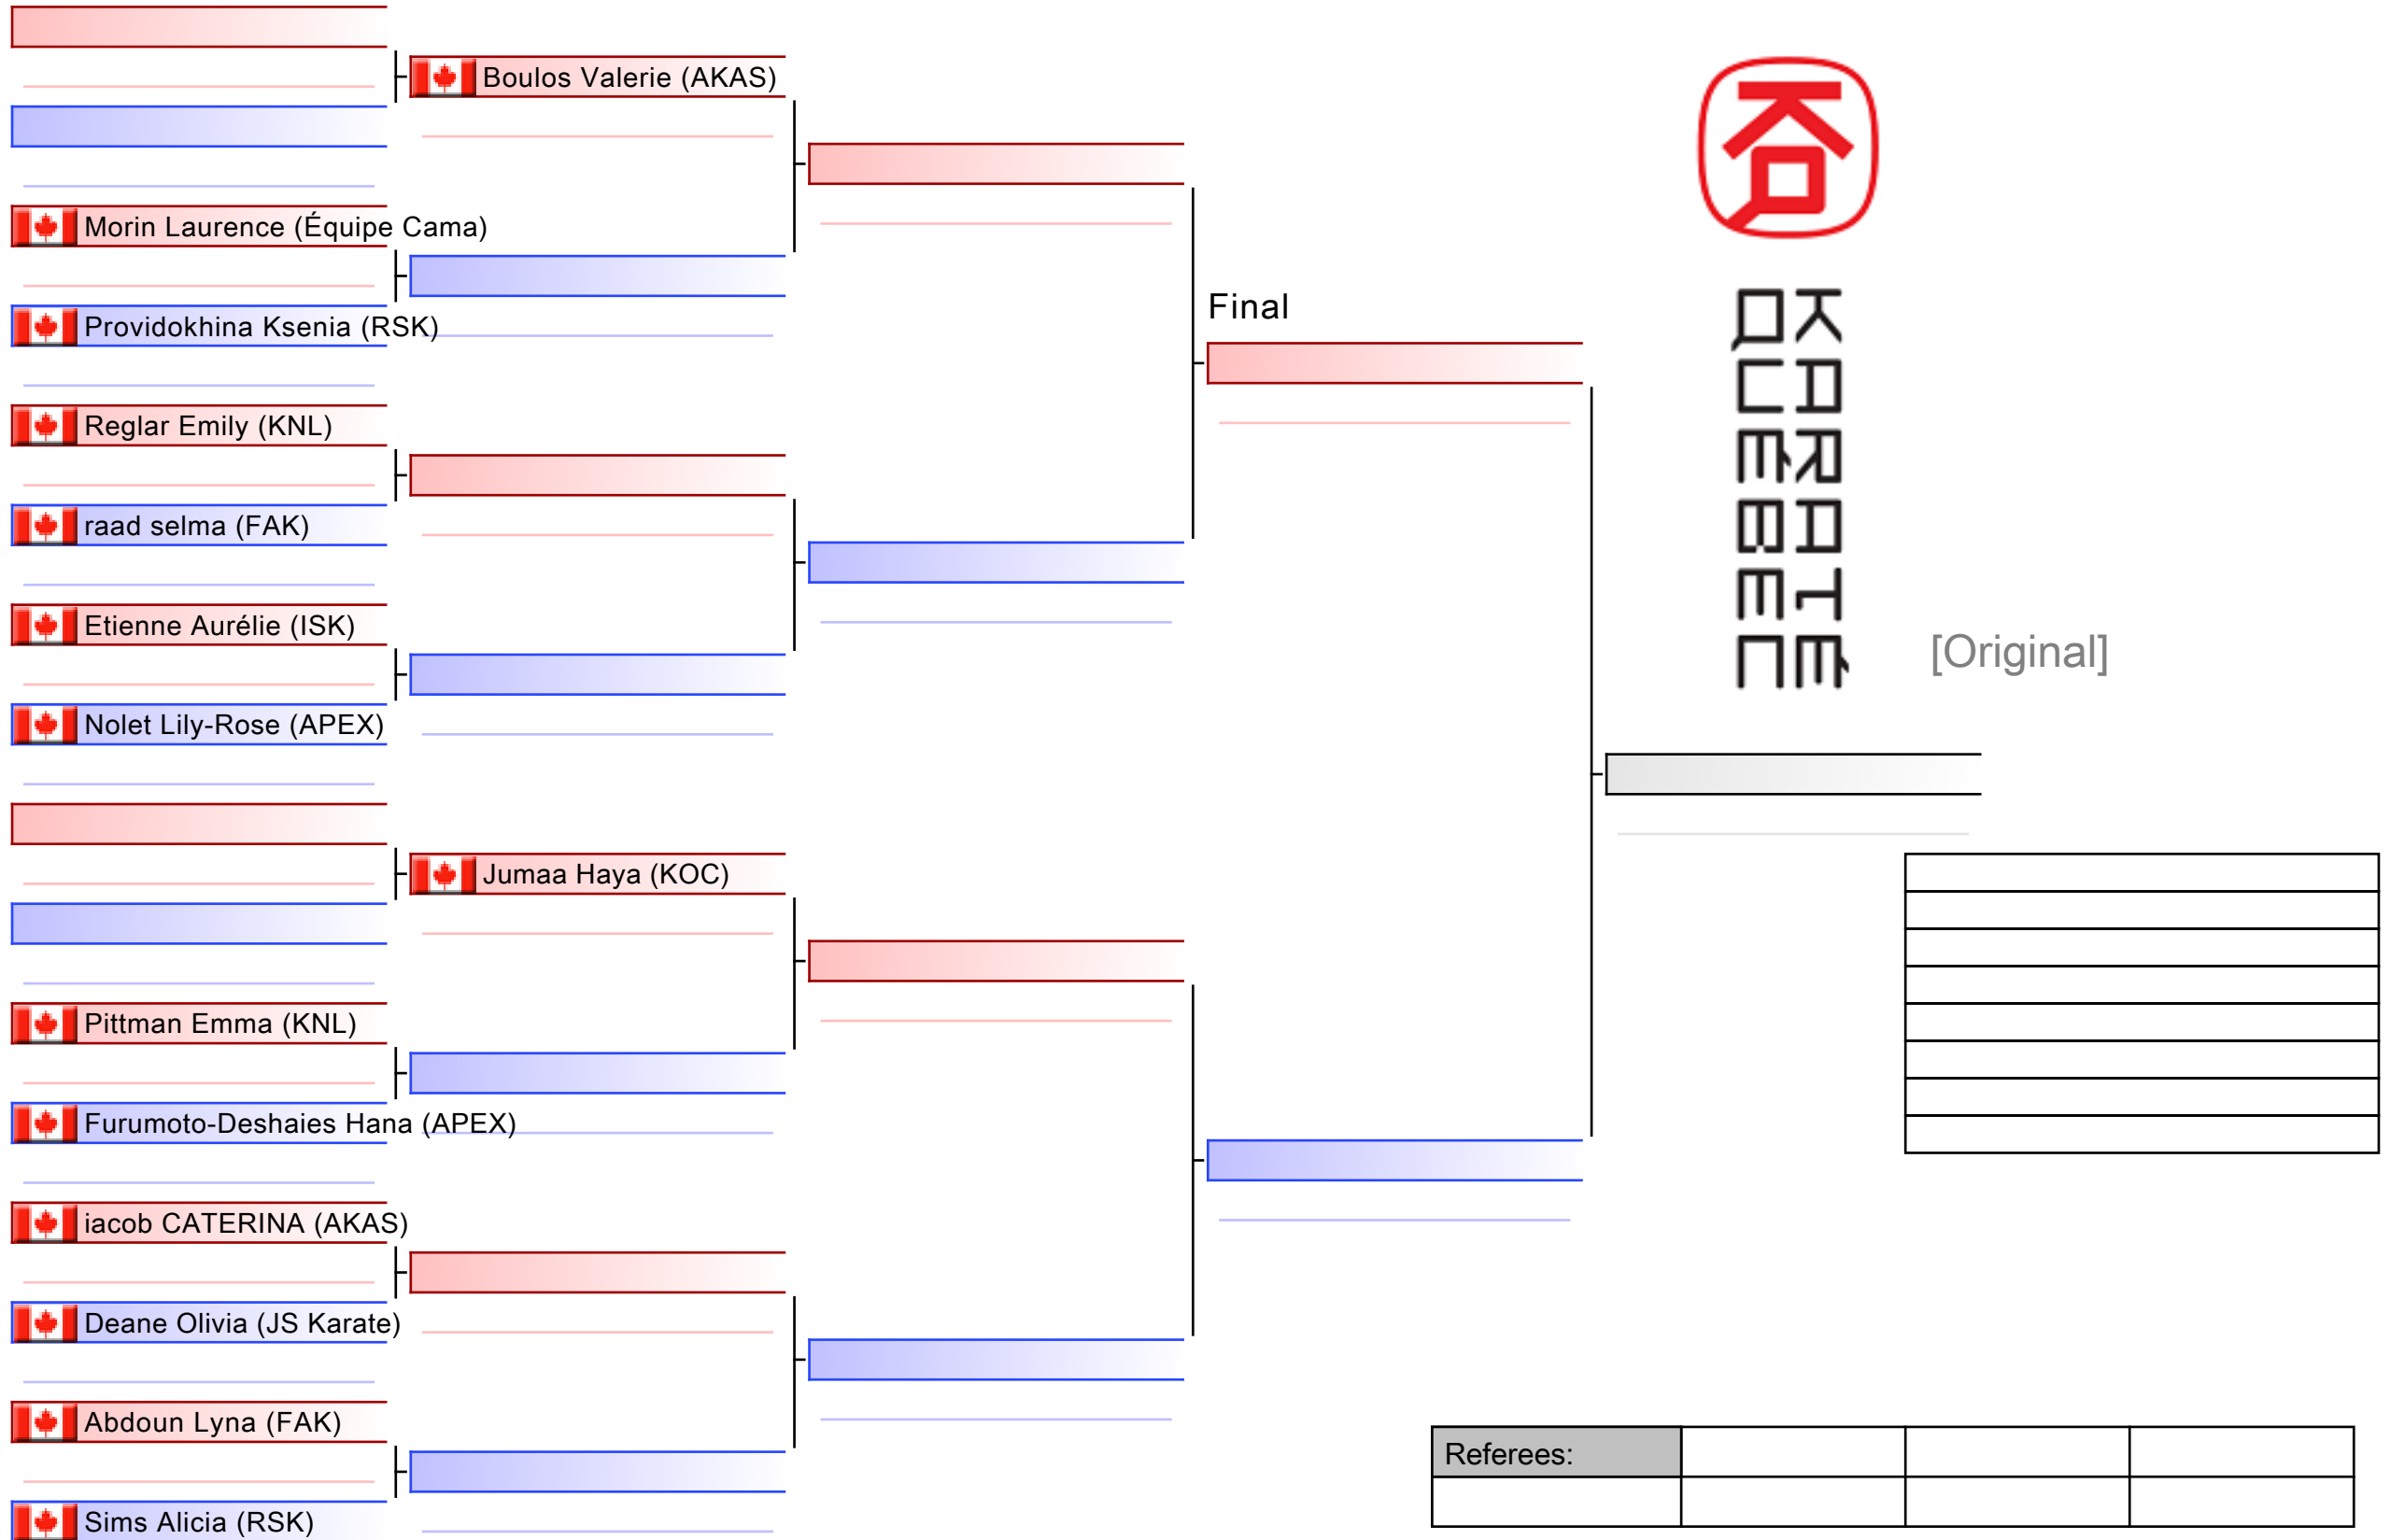 Boulos Valerie (AKAS)
Morin Laurence (Équipe Cama)
Providokhina Ksenia (RSK)
Reglar Emily (KNL)
raad selma (FAK)
Etienne Aurélie (ISK)
Nolet Lily-Rose (APEX)
Jumaa Haya (KOC)
Pittman Emma (KNL)
Furumoto-Deshaies Hana (APEX)
iacob CATERINA (AKAS)
Deane Olivia (JS Karate)
Abdoun Lyna (FAK)
Sims Alicia (RSK)
Final
KARATÉ
QUÉBEC
[Original]
Referees: